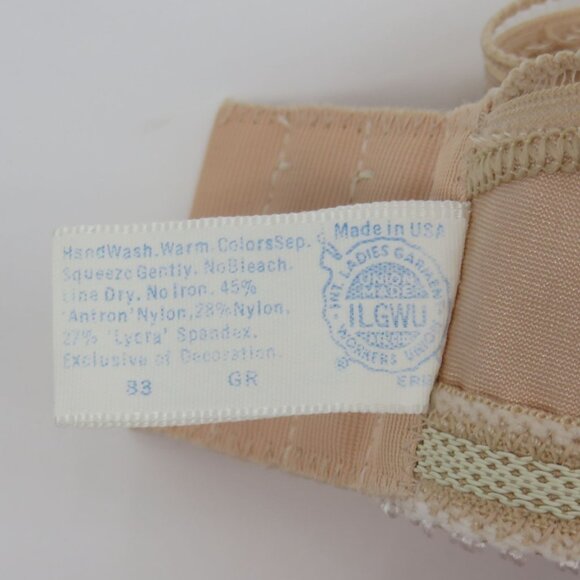 HandWash. Warm. ColorsSep.
Squeeze Gently. NoBleach.
Line Dry. No Iron. 45%
'Antron' Nylon, 28% Nylon,
27% 'Lycra' Spandex.
Exclusive of Decoration.
83 GR
Made in USA
INT. LADIES GARMENT
UNION
MADE
ILGWU
WORKERS UNION